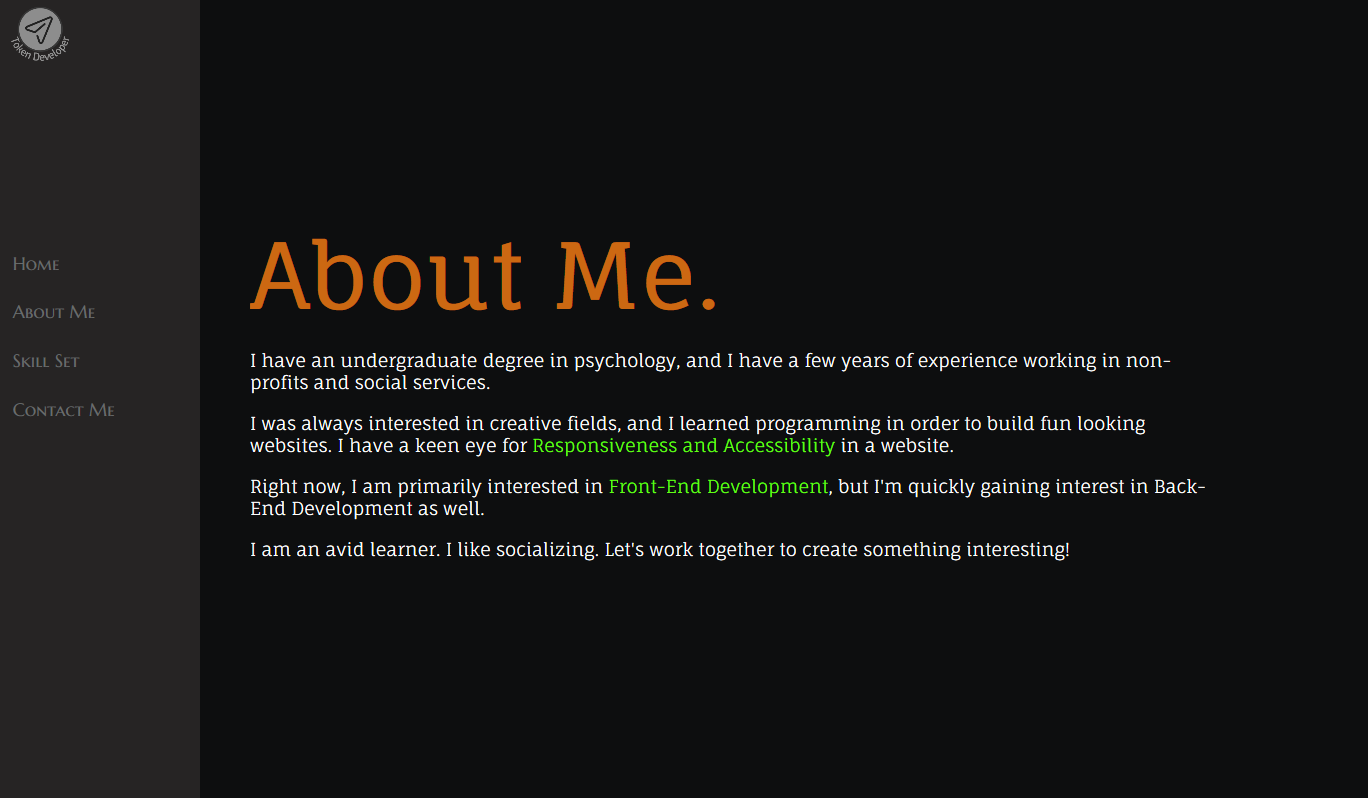 Token Developer
Home
About Me
Skill Set
Contact Me
About Me.
I have an undergraduate degree in psychology, and I have a few years of experience working in non-
profits and social services.
I was always interested in creative fields, and I learned programming in order to build fun looking
websites. I have a keen eye for Responsiveness and Accessibility in a website.
Right now, I am primarily interested in Front-End Development, but I'm quickly gaining interest in Back-
End Development as well.
I am an avid learner. I like socializing. Let's work together to create something interesting!